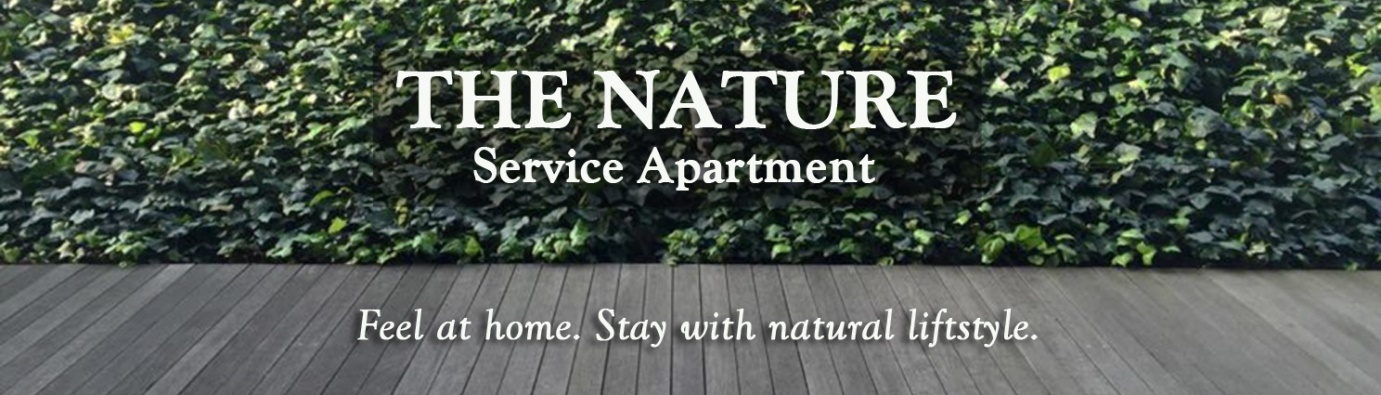 THE NATURE
Service Apartment
Feel at home. Stay with natural liftstyle.